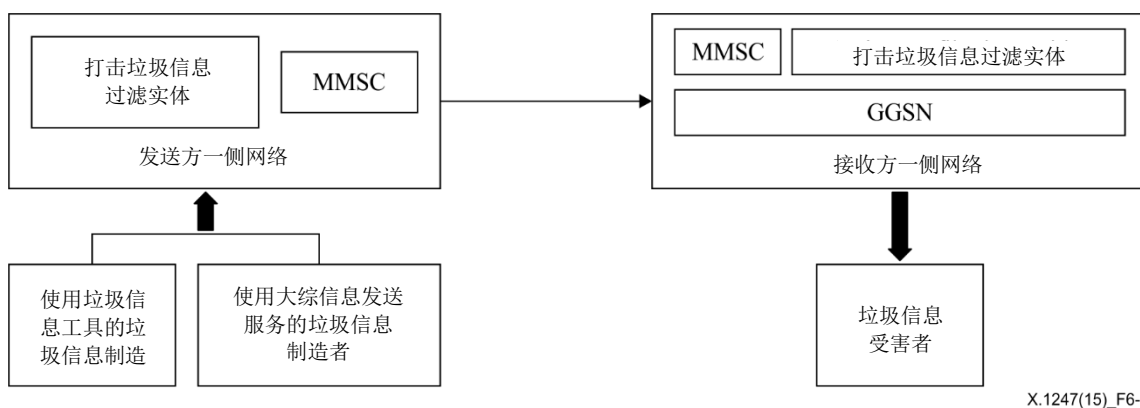 打击垃圾信息
过滤实体
MMSC
发送方一侧网络
MMSC
打击垃圾信息过滤实体
GGSN
接收方一侧网络
使用垃圾信
息工具的垃
圾信息制造
使用大综信息发送
服务的垃圾信息
制造者
垃圾信息
受害者
X.1247(15)_F6-